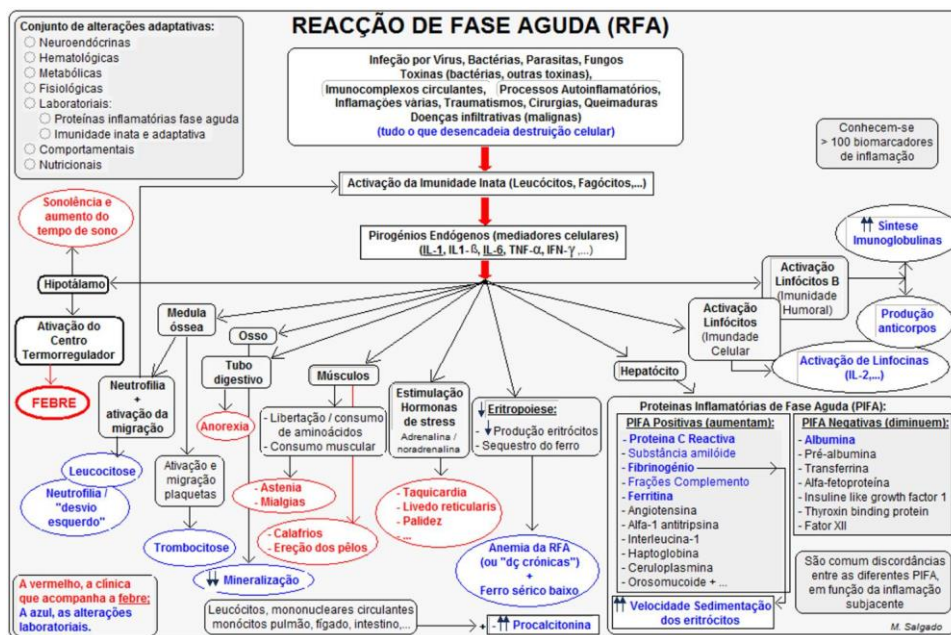 REACÇÃO DE FASE AGUDA (RFA)
Conjunto de alterações adaptativas:
Neuroendócrinas
Hematológicas
Metabólicas
Fisiológicas
Laboratoriais:
Proteínas inflamatórias fase aguda
Imunidade inata e adaptativa
Comportamentais
Nutricionais
Infeção por Vírus, Bactérias, Parasitas, Fungos
Toxinas (bactérias, outras toxinas),
Imunocomplexos circulantes, Processos Autoinflamatórios,
Inflamações várias, Traumatismos, Cirurgias, Queimaduras
Doenças infiltrativas (malignas)
(tudo o que desencadeia destruição celular)
Conhecem-se
> 100 biomarcadores
de inflamação
Activação da Imunidade Inata (Leucócitos, Fagócitos,...)
Pirogénios Endógenos (mediadores celulares)
(IL-1, IL1-ß, IL-6, TNF-α, IFN-γ ,...)
Sonolência e
aumento do
tempo de sono
Hipotálamo
Ativação do
Centro
Termorregulador
FEBRE
Medula
óssea
Neutrofilia
+
ativação da
migração
Leucocitose
Neutrofilia /
"desvio
esquerdo"
Ativação e
migração
plaquetas
Trombocitose
Osso
Mineralização
Tubo
digestivo
Anorexia
Músculos
- Libertação / consumo
de aminoácidos
- Consumo muscular
- Astenia
- Mialgias
- Calafrios
- Ereção dos pêlos
Estimulação
Hormonas
de stress
Adrenalina /
noradrenalina
- Taquicardia
- Livedo reticularis
- Palidez
- ...
Eritropoiese:
- Produção eritrócitos
- Sequestro do ferro
Anemia da RFA
(ou "dç crónicas")
+
Ferro sérico baixo
Hepatócito
Activação
Linfócitos
(Imunidade
Celular
Activação
Linfócitos B
(Imunidade
Humoral)
Síntese
Imunoglobulinas
Produção
anticorpos
Activação de Linfocinas
(IL-2,...)
Proteinas Inflamatórias de Fase Aguda (PIFA):
PIFA Positivas (aumentam):
- Proteina C Reactiva
- Substância amilóide
- Fibrinogénio
- Frações Complemento
- Ferritina
- Angiotensina
- Alfa-1 antitripsina
- Interleucina-1
- Haptoglobina
- Ceruloplasmina
- Orosomucoide + ...
PIFA Negativas (diminuem):
- Albumina
- Pré-albumina
- Transferrina
- Alfa-fetoproteína
- Insuline like growth factor 1
- Thyroxin binding protein
- Fator XII
Velocidade Sedimentação
dos eritrócitos
São comum discordâncias
entre as diferentes PIFA,
em função da inflamação
subjacente
A vermelho, a clínica
que acompanha a febre;
A azul, as alterações
laboratoriais.
Leucócitos, mononucleares circulantes
monócitos pulmão, fígado, intestino,...
+
- Procalcitonina
M. Salgado